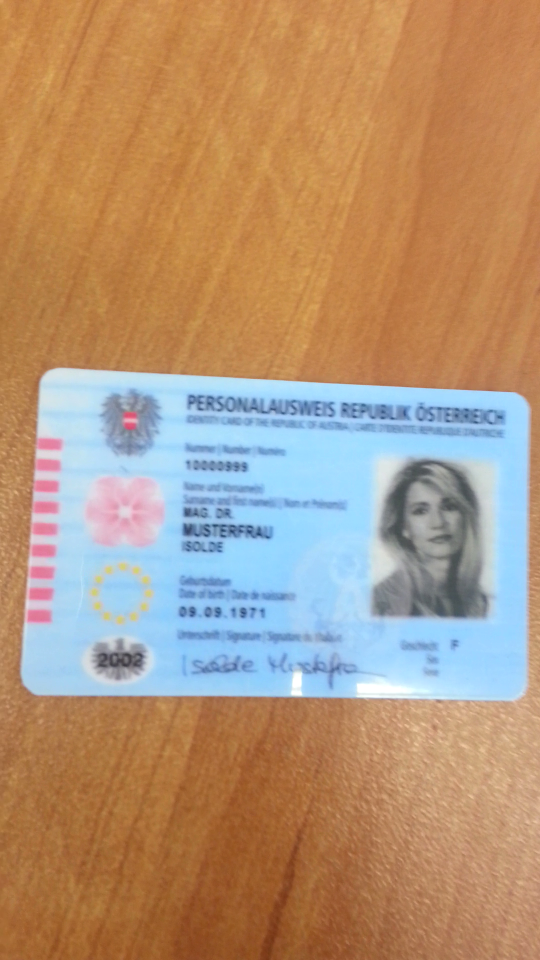 PERSONALAUSWEIS REPUBLIK ÖSTERREICH
IDENTITY CARD OF THE REPUBLIC OF AUSTRIA | CARTE D'IDENTITÉ RÉPUBLIQUE D'AUTRICHE
Nummer | Number | Numéro
10000999
Name und Vorname(n)
Surname and first name(s) | Nom et Prénom(s)
MAG. DR.
MUSTERFRAU
ISOLDE
Geburtsdatum
Date of birth | Date de naissance
09.09.1971
Unterschrift | Signature | Signature du titulaire
Isolde Musterfrau
Geschlecht F
Sex
Sexe
2002